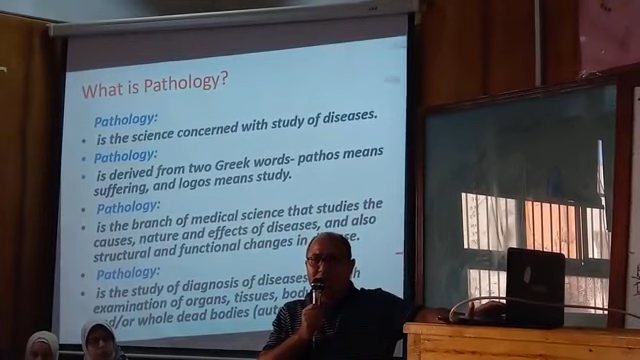 What is Pathology?
Pathology:
• is the science concerned with study of diseases.
• Pathology:
• is derived from two Greek words- pathos means
suffering, and logos means study.
• Pathology:
• is the branch of medical science that studies the
causes, nature and effects of diseases, and also
structural and functional changes in
• Pathology:
• is the study of diagnosis of diseases
examination of organs, tissues,
and/or whole dead bodies